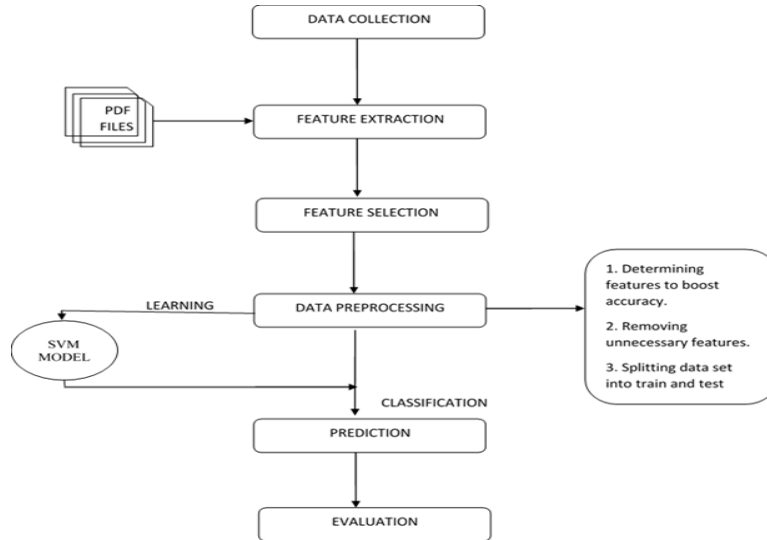 DATA COLLECTION
PDF
FILES
FEATURE EXTRACTION
FEATURE SELECTION
LEARNING
DATA PREPROCESSING
1. Determining
features to boost
accuracy.
2. Removing
unnecessary features.
3. Splitting data set
into train and test
SVM
MODEL
CLASSIFICATION
PREDICTION
EVALUATION